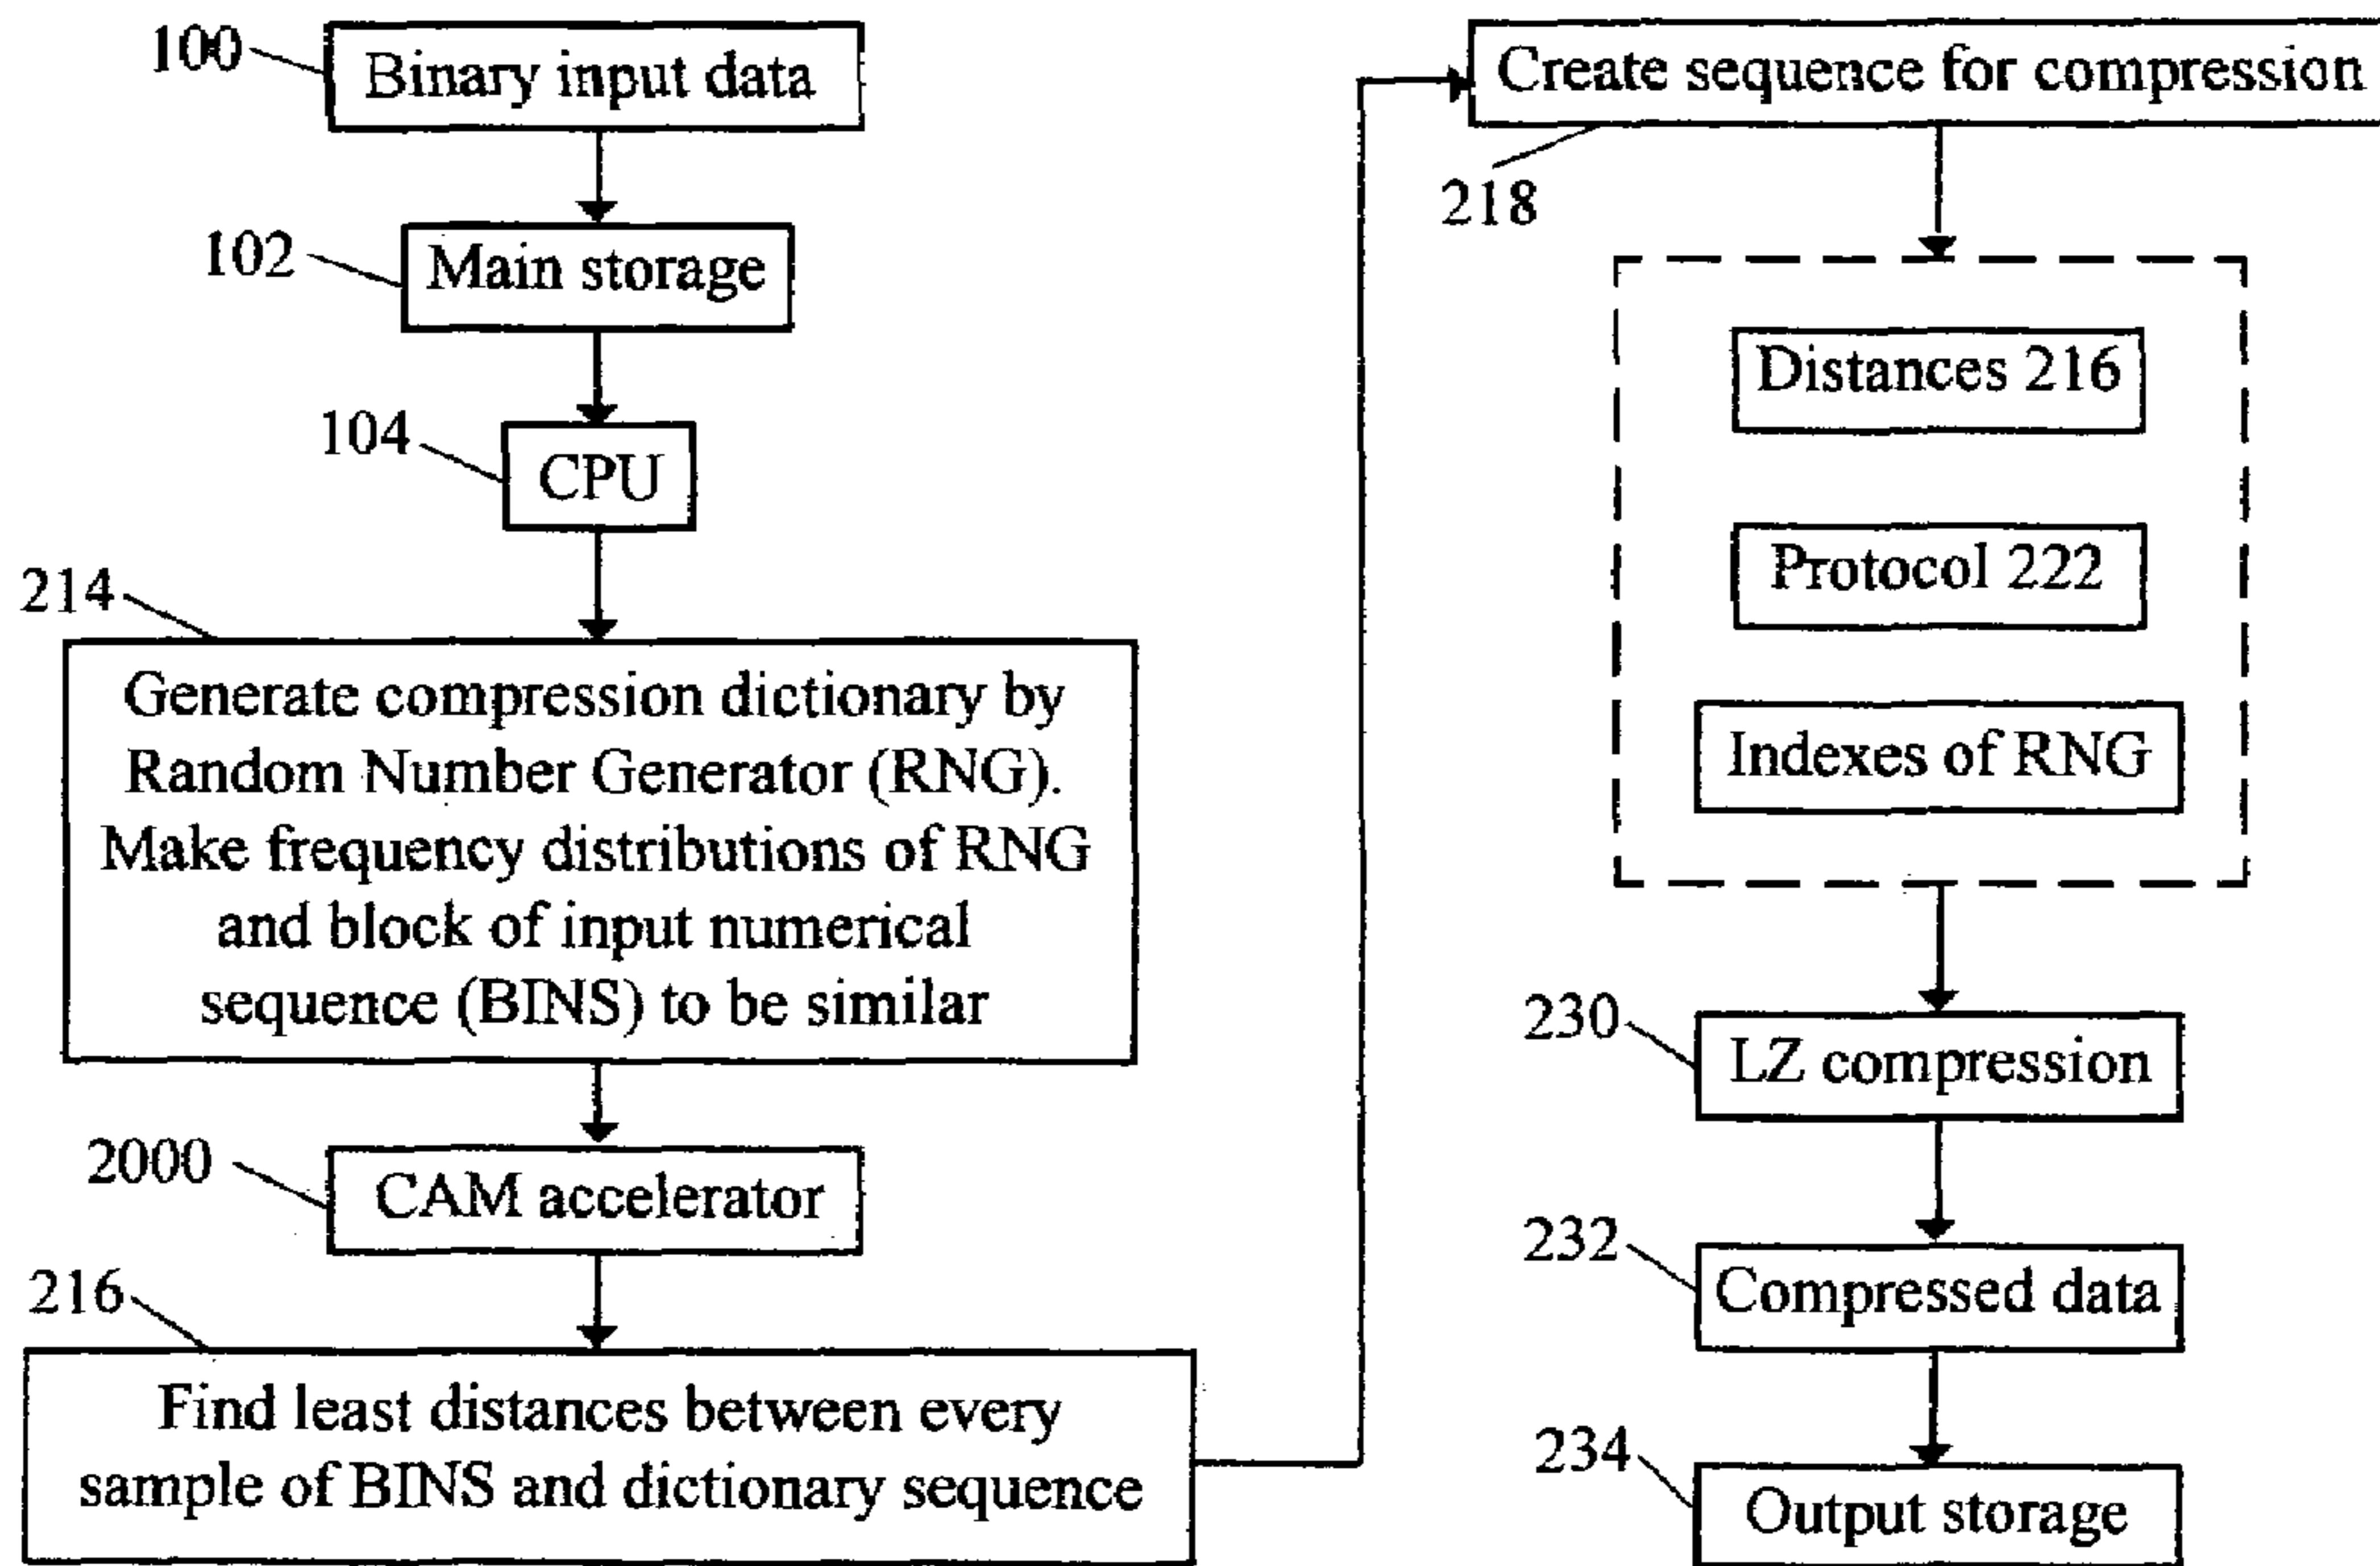 100
Binary input data
102
Main storage
104
CPU
214
Generate compression dictionary by
Random Number Generator (RNG).
Make frequency distributions of RNG
and block of input numerical
sequence (BINS) to be similar
2000
CAM accelerator
216
Find least distances between every
sample of BINS and dictionary sequence
Create sequence for compression
218
Distances 216
Protocol 222
Indexes of RNG
230
LZ compression
232
Compressed data
234
Output storage